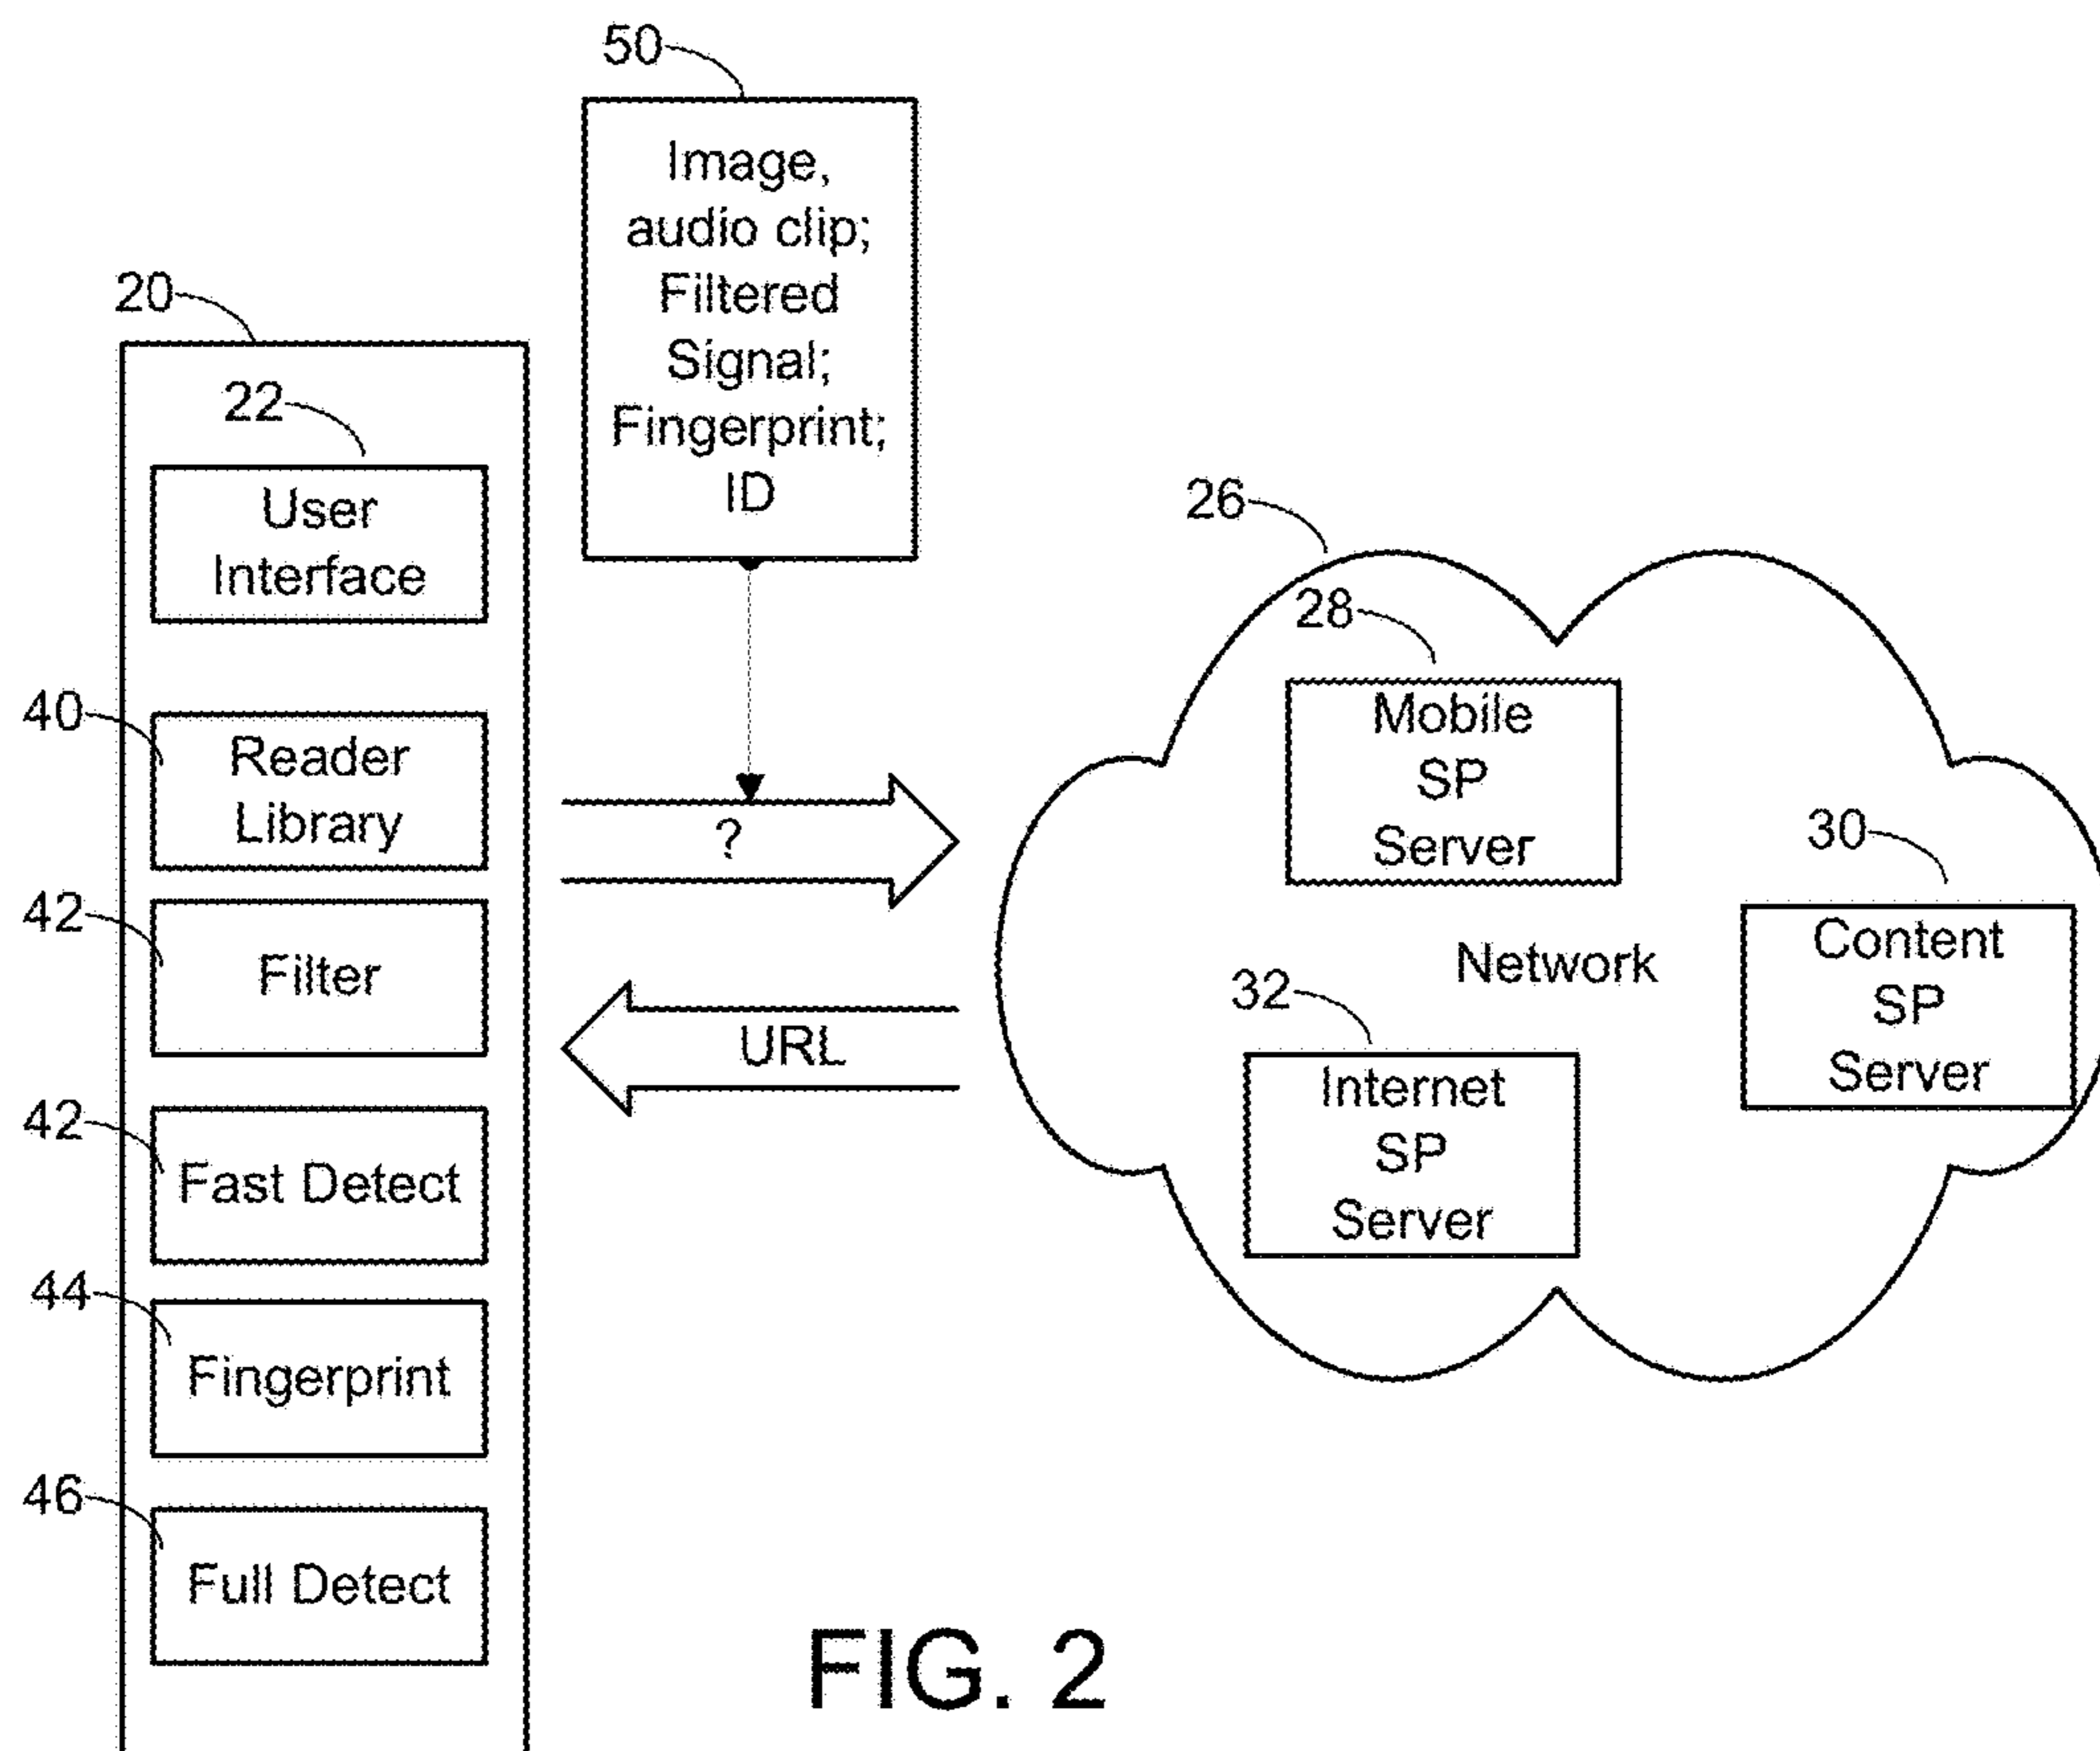 50
Image,
audio clip;
Filtered
Signal;
Fingerprint;
ID
20
22
User
Interface
40
Reader
Library
42
Filter
42
Fast Detect
44
Fingerprint
46
Full Detect
?
URL
26
28
Mobile
SP
Server
30
Content
SP
Server
Network
32
Internet
SP
Server
FIG. 2